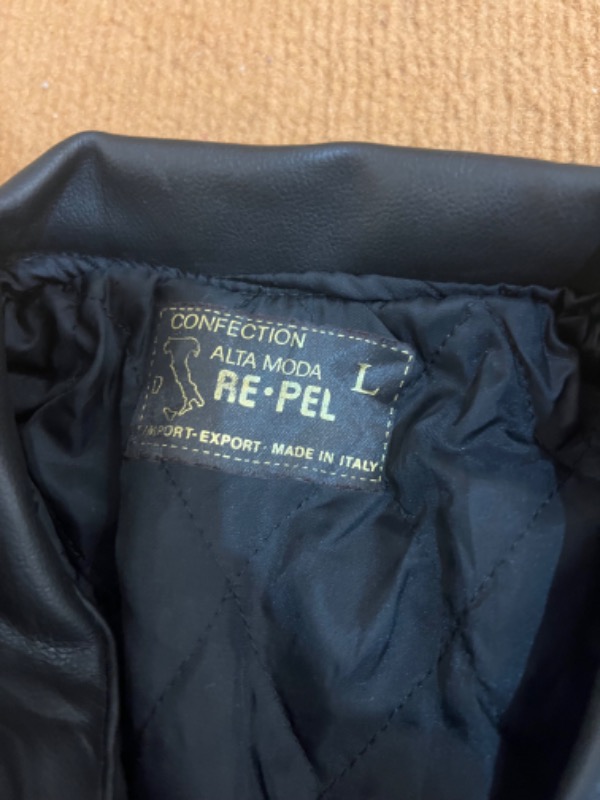 CONFECTION
ALTA MODA
L
D
RE•PEL
IMPORT-EXPORT· MADE IN ITALY